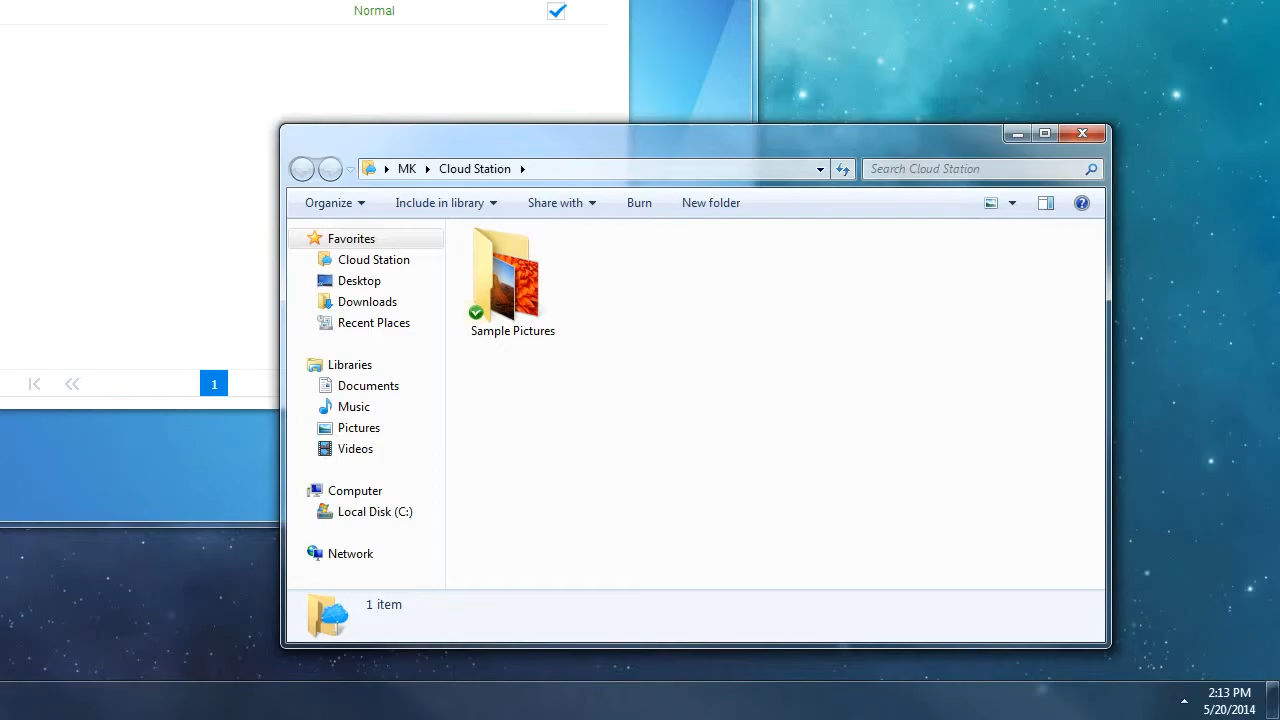 Normal
MK Cloud Station
Search Cloud Station
Organize Include in library Share with Burn New folder
Favorites
Cloud Station
Desktop
Downloads
Recent Places
Libraries
Documents
Music
Pictures
Videos
Computer
Local Disk (C:)
Network
Sample Pictures
1 item
1
2:13 PM
5/20/2014